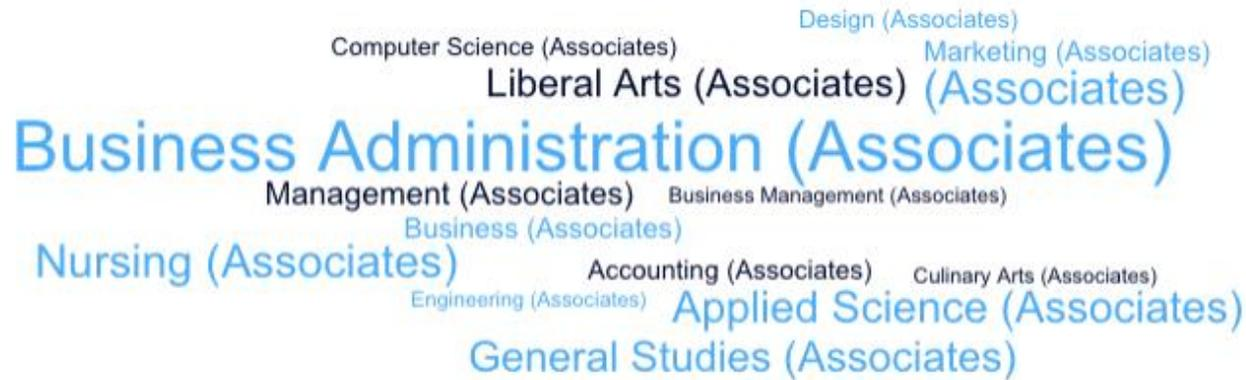 Design (Associates)
Computer Science (Associates)
Marketing (Associates)
Liberal Arts (Associates)
(Associates)
Business Administration (Associates)
Management (Associates)
Business Management (Associates)
Business (Associates)
Nursing (Associates)
Accounting (Associates)
Culinary Arts (Associates)
Engineering (Associates)
Applied Science (Associates)
General Studies (Associates)